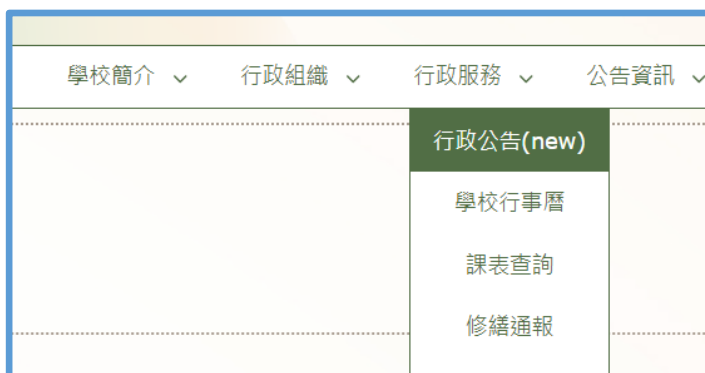 學校簡介 行政組織 行政服務 公告資訊
行政公告(new)
學校行事曆
課表查詢
修繕通報